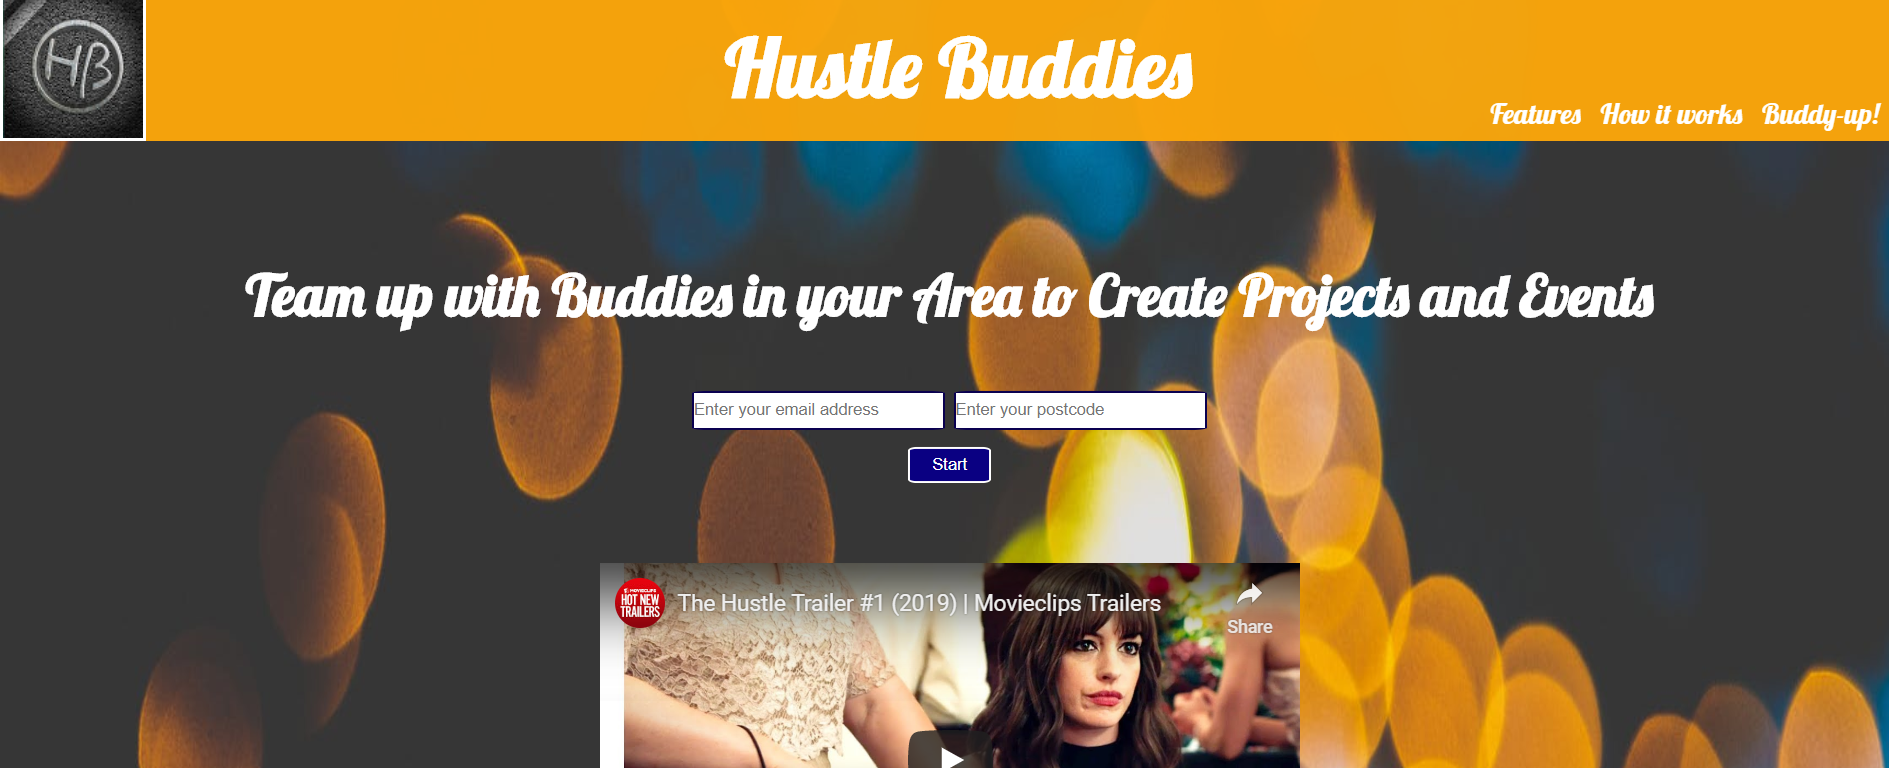 HB
Hustle Buddies
Features How it works Buddy-up!
Team up with Buddies in your Area to Create Projects and Events
Enter your email address Enter your postcode
Start
MOVIECLIPS
HOT NEW
TRAILERS
The Hustle Trailer #1 (2019) | Movieclips Trailers
Share